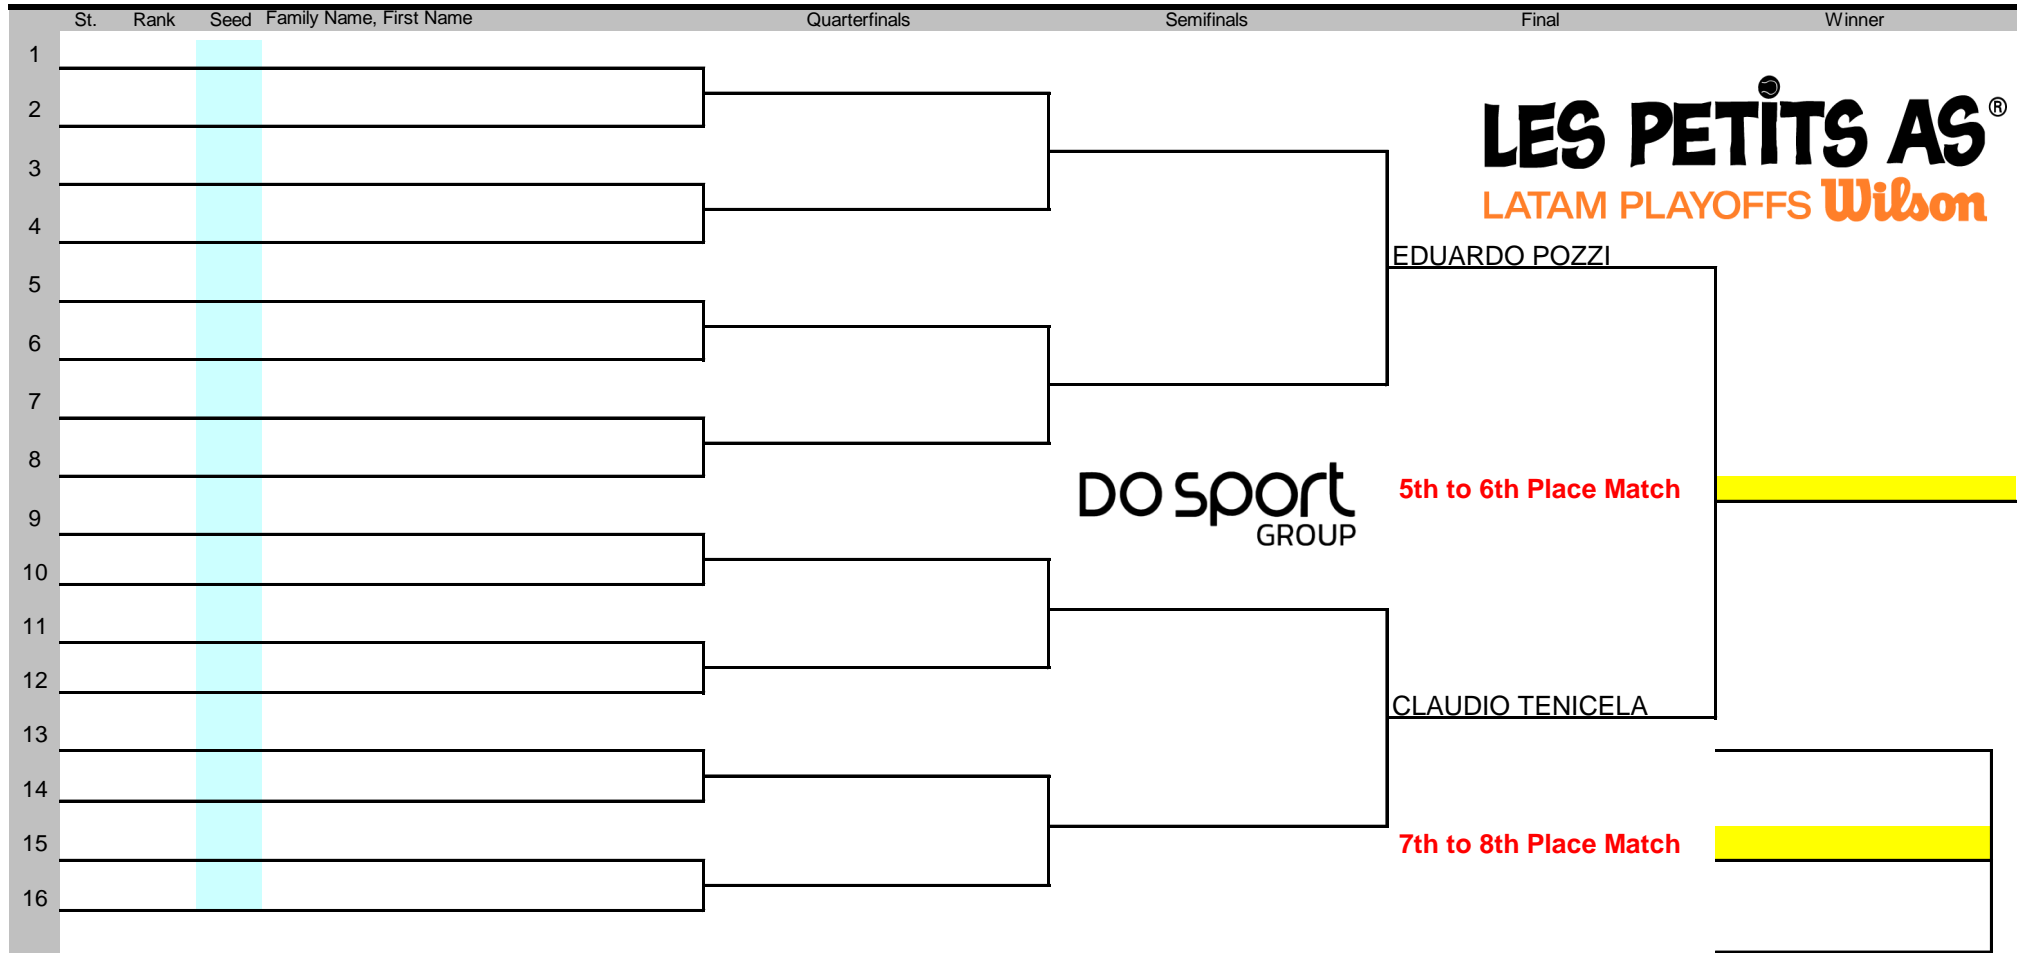 St. Rank Seed Family Name, First Name Quarterfinals Semifinals Final Winner
1
2
LES PETITS AS®
3
LATAM PLAYOFFS Wilson
4
EDUARDO POZZI
5
6
7
8
DO SPORT
GROUP
5th to 6th Place Match
9
10
11
12
CLAUDIO TENICELA
13
14
15
7th to 8th Place Match
16